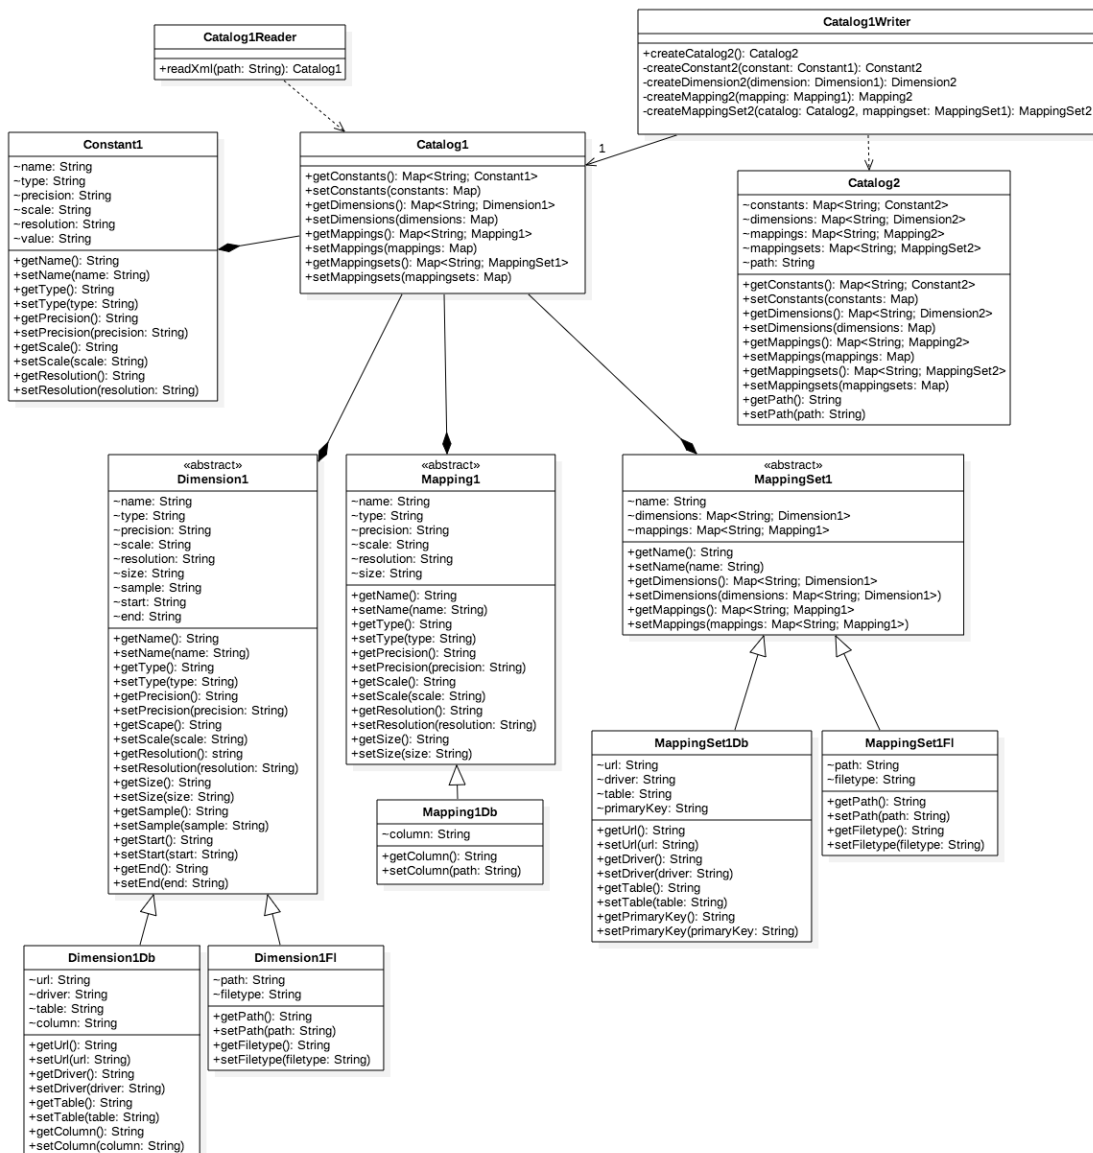 Catalog1Reader
+readXml(path: String): Catalog1
Catalog1Writer
+createCatalog2(): Catalog2
-createConstant2(constant: Constant1): Constant2
-createDimension2(dimension: Dimension1): Dimension2
-createMapping2(mapping: Mapping1): Mapping2
-createMappingSet2(catalog: Catalog2, mappingset: MappingSet1): MappingSet2
1
Constant1
~name: String
~type: String
~precision: String
~scale: String
~resolution: String
~value: String
+getName(): String
+setName(name: String)
+getType(): String
+setType(type: String)
+getPrecision(): String
+setPrecision(precision: String)
+getScale(): String
+setScale(scale: String)
+getResolution(): String
+setResolution(resolution: String)
Catalog1
+getConstants(): Map<String; Constant1>
+setConstants(constants: Map)
+getDimensions(): Map<String; Dimension1>
+setDimensions(dimensions: Map)
+getMappings(): Map<String; Mapping1>
+setMappings(mappings: Map)
+getMappingsets(): Map<String; MappingSet1>
+setMappingsets(mappingsets: Map)
Catalog2
~constants: Map<String; Constant2>
~dimensions: Map<String; Dimension2>
~mappings: Map<String; Mapping2>
~mappingsets: Map<String; MappingSet2>
~path: String
+getConstants(): Map<String; Constant2>
+setConstants(constants: Map)
+getDimensions(): Map<String; Dimension2>
+setDimensions(dimensions: Map)
+getMappings(): Map<String; Mapping2>
+setMappings(mappings: Map)
+getMappingsets(): Map<String; MappingSet2>
+setMappingsets(mappingsets: Map)
+getPath(): String
+setPath(path: String)
«abstract»
Dimension1
~name: String
~type: String
~precision: String
~scale: String
~resolution: String
~size: String
~sample: String
~start: String
~end: String
+getName(): String
+setName(name: String)
+getType(): String
+setType(type: String)
+getPrecision(): String
+setPrecision(precision: String)
+getScape(): String
+setScale(scale: String)
+getResolution(): string
+setResolution(resolution: String)
+getSize(): String
+setSize(size: String)
+getSample(): String
+setSample(sample: String)
+getStart(): String
+setStart(start: String)
+getEnd(): String
+setEnd(end: String)
«abstract»
Mapping1
~name: String
~type: String
~precision: String
~scale: String
~resolution: String
~size: String
+getName(): String
+setName(name: String)
+getType(): String
+setType(type: String)
+getPrecision(): String
+setPrecision(precision: String)
+getScale(): String
+setScale(scale: String)
+getResolution(): String
+setResolution(resolution: String)
+getSize(): String
+setSize(size: String)
«abstract»
MappingSet1
~name: String
~dimensions: Map<String; Dimension1>
~mappings: Map<String; Mapping1>
+getName(): String
+setName(name: String)
+getDimensions(): Map<String; Dimension1>
+setDimensions(dimensions: Map<String; Dimension1>)
+getMappings(): Map<String; Mapping1>
+setMappings(mappings: Map<String; Mapping1>)
Mapping1Db
~column: String
+getColumn(): String
+setColumn(path: String)
MappingSet1Db
~url: String
~driver: String
~table: String
~primaryKey: String
+getUrl(): String
+setUrl(url: String)
+getDriver(): String
+setDriver(driver: String)
+getTable(): String
+setTable(table: String)
+getPrimaryKey(): String
+setPrimaryKey(primaryKey: String)
MappingSet1Fl
~path: String
~filetype: String
+getPath(): String
+setPath(path: String)
+getFiletype(): String
+setFiletype(filetype: String)
Dimension1Db
~url: String
~driver: String
~table: String
~column: String
+getUrl(): String
+setUrl(url: String)
+getDriver(): String
+setDriver(driver: String)
+getTable(): String
+setTable(table: String)
+getColumn(): String
+setColumn(column: String)
Dimension1Fl
~path: String
~filetype: String
+getPath(): String
+setPath(path: String)
+getFiletype(): String
+setFiletype(filetype: String)